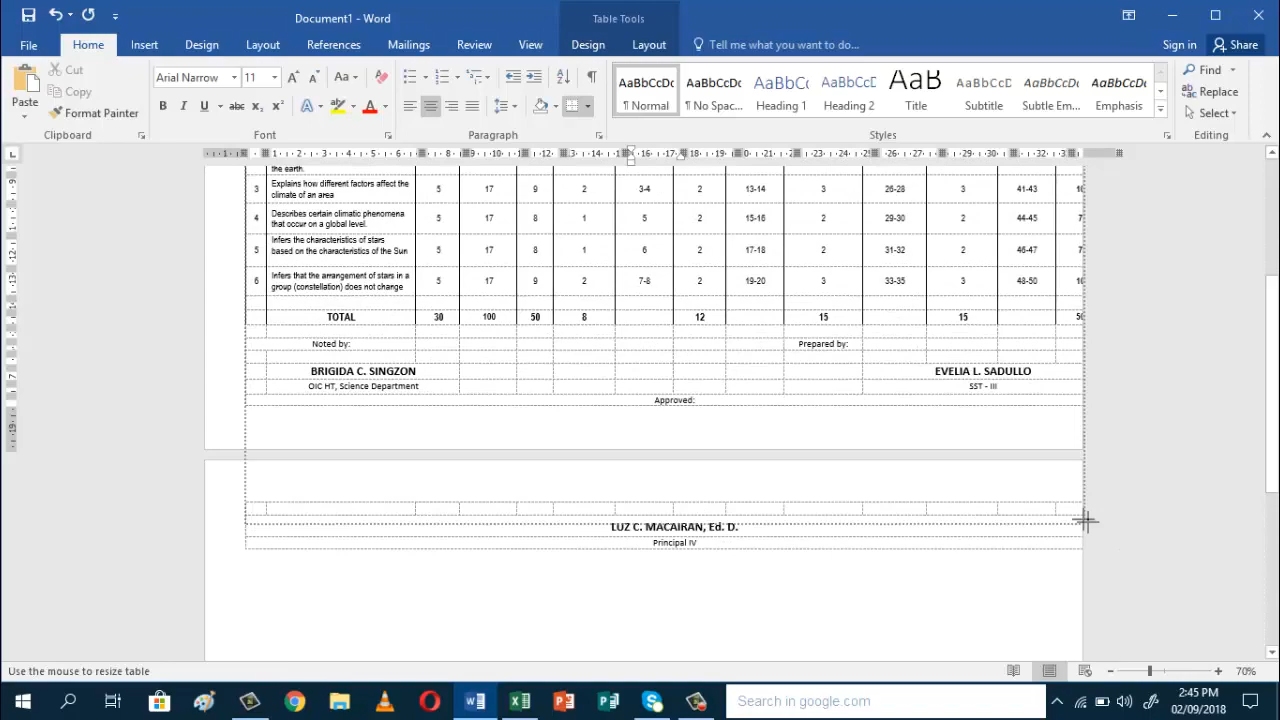 Document1 - Word
Table Tools
File
Home
Insert
Design
Layout
References
Mailings
Review
View
Design
Layout
Tell me what you want to do...
Sign in
Share
Paste
Cut
Copy
Format Painter
Clipboard
Arial Narrow
11
Font
Paragraph
AaBbCcDc
¶ Normal
AaBbCcDc
¶ No Spac...
AaBbCc
Heading 1
AaBbCcD
Heading 2
AaB
Title
AaBbCcD
Subtitle
AaBbCcDc
Subtle Em...
AaBbCcDc
Emphasis
Styles
Find
Replace
Select
Editing
the earth.
3 Explains how different factors affect the climate of an area 5 17 9 2 3-4 2 13-14 3 26-28 3 41-43 10
4 Describes certain climatic phenomena that occur on a global level. 5 17 8 1 5 2 15-16 2 29-30 2 44-45 7
5 Infers the characteristics of stars based on the characteristics of the Sun 5 17 8 1 6 2 17-18 2 31-32 2 46-47 7
6 Infers that the arrangement of stars in a group (constellation) does not change 5 17 9 2 7-8 2 19-20 3 33-35 3 48-50 10
TOTAL 30 100 50 8 12 15 15 50
Noted by: Prepared by:
BRIGIDA C. SINGZON EVELIA L. SADULLO
OIC HT, Science Department SST - III
Approved:
LUZ C. MACAIRAN, Ed. D.
Principal IV
Use the mouse to resize table
70%
Search in google.com
2:45 PM
02/09/2018